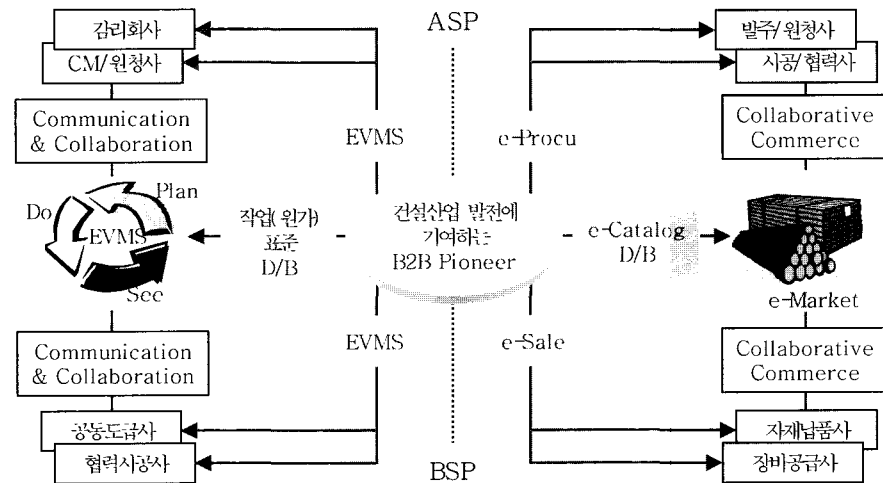 감리회사
CM/원청사
Communication
& Collaboration
Plan
Do
EVMS
See
Communication
& Collaboration
공동도급사
협력시공사
EVMS
작업(원가)
표준
D/B
EVMS
ASP
건설산업 발전에
기여하는
B2B Pioneer
BSP
e-Procu
e-Catalog
D/B
e-Sale
발주/원청사
시공/협력사
Collaborative
Commerce
e-Market
Collaborative
Commerce
자재납품사
장비공급사